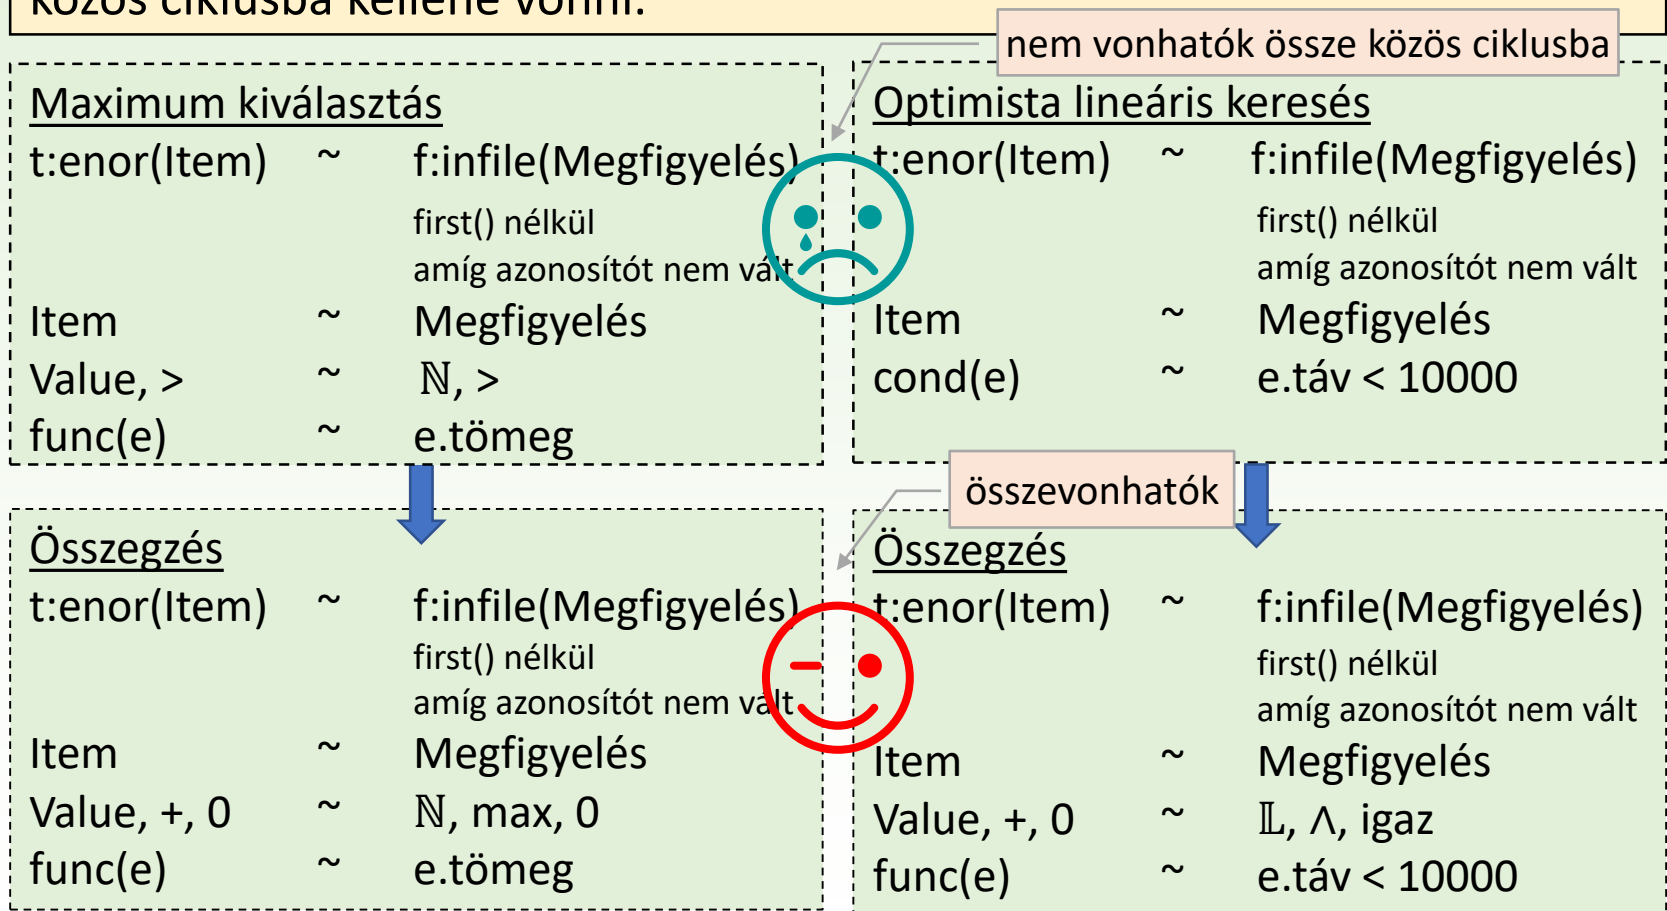 közös ciklusba kellene vonni.
nem vonhatók össze közös ciklusba
Maximum kiválasztás
t:enor(Item) ~ f:infile(Megfigyelés)
first() nélkül
amíg azonosítót nem vált
Item ~ Megfigyelés
Value, > ~ ℕ, >
func(e) ~ e.tömeg
Optimista lineáris keresés
t:enor(Item) ~ f:infile(Megfigyelés)
first() nélkül
amíg azonosítót nem vált
Item ~ Megfigyelés
cond(e) ~ e.táv < 10000
összevonhatók
Összegzés
t:enor(Item) ~ f:infile(Megfigyelés)
first() nélkül
amíg azonosítót nem vált
Item ~ Megfigyelés
Value, +, 0 ~ ℕ, max, 0
func(e) ~ e.tömeg
Összegzés
t:enor(Item) ~ f:infile(Megfigyelés)
first() nélkül
amíg azonosítót nem vált
Item ~ Megfigyelés
Value, +, 0 ~ 𝕃, ∧, igaz
func(e) ~ e.táv < 10000